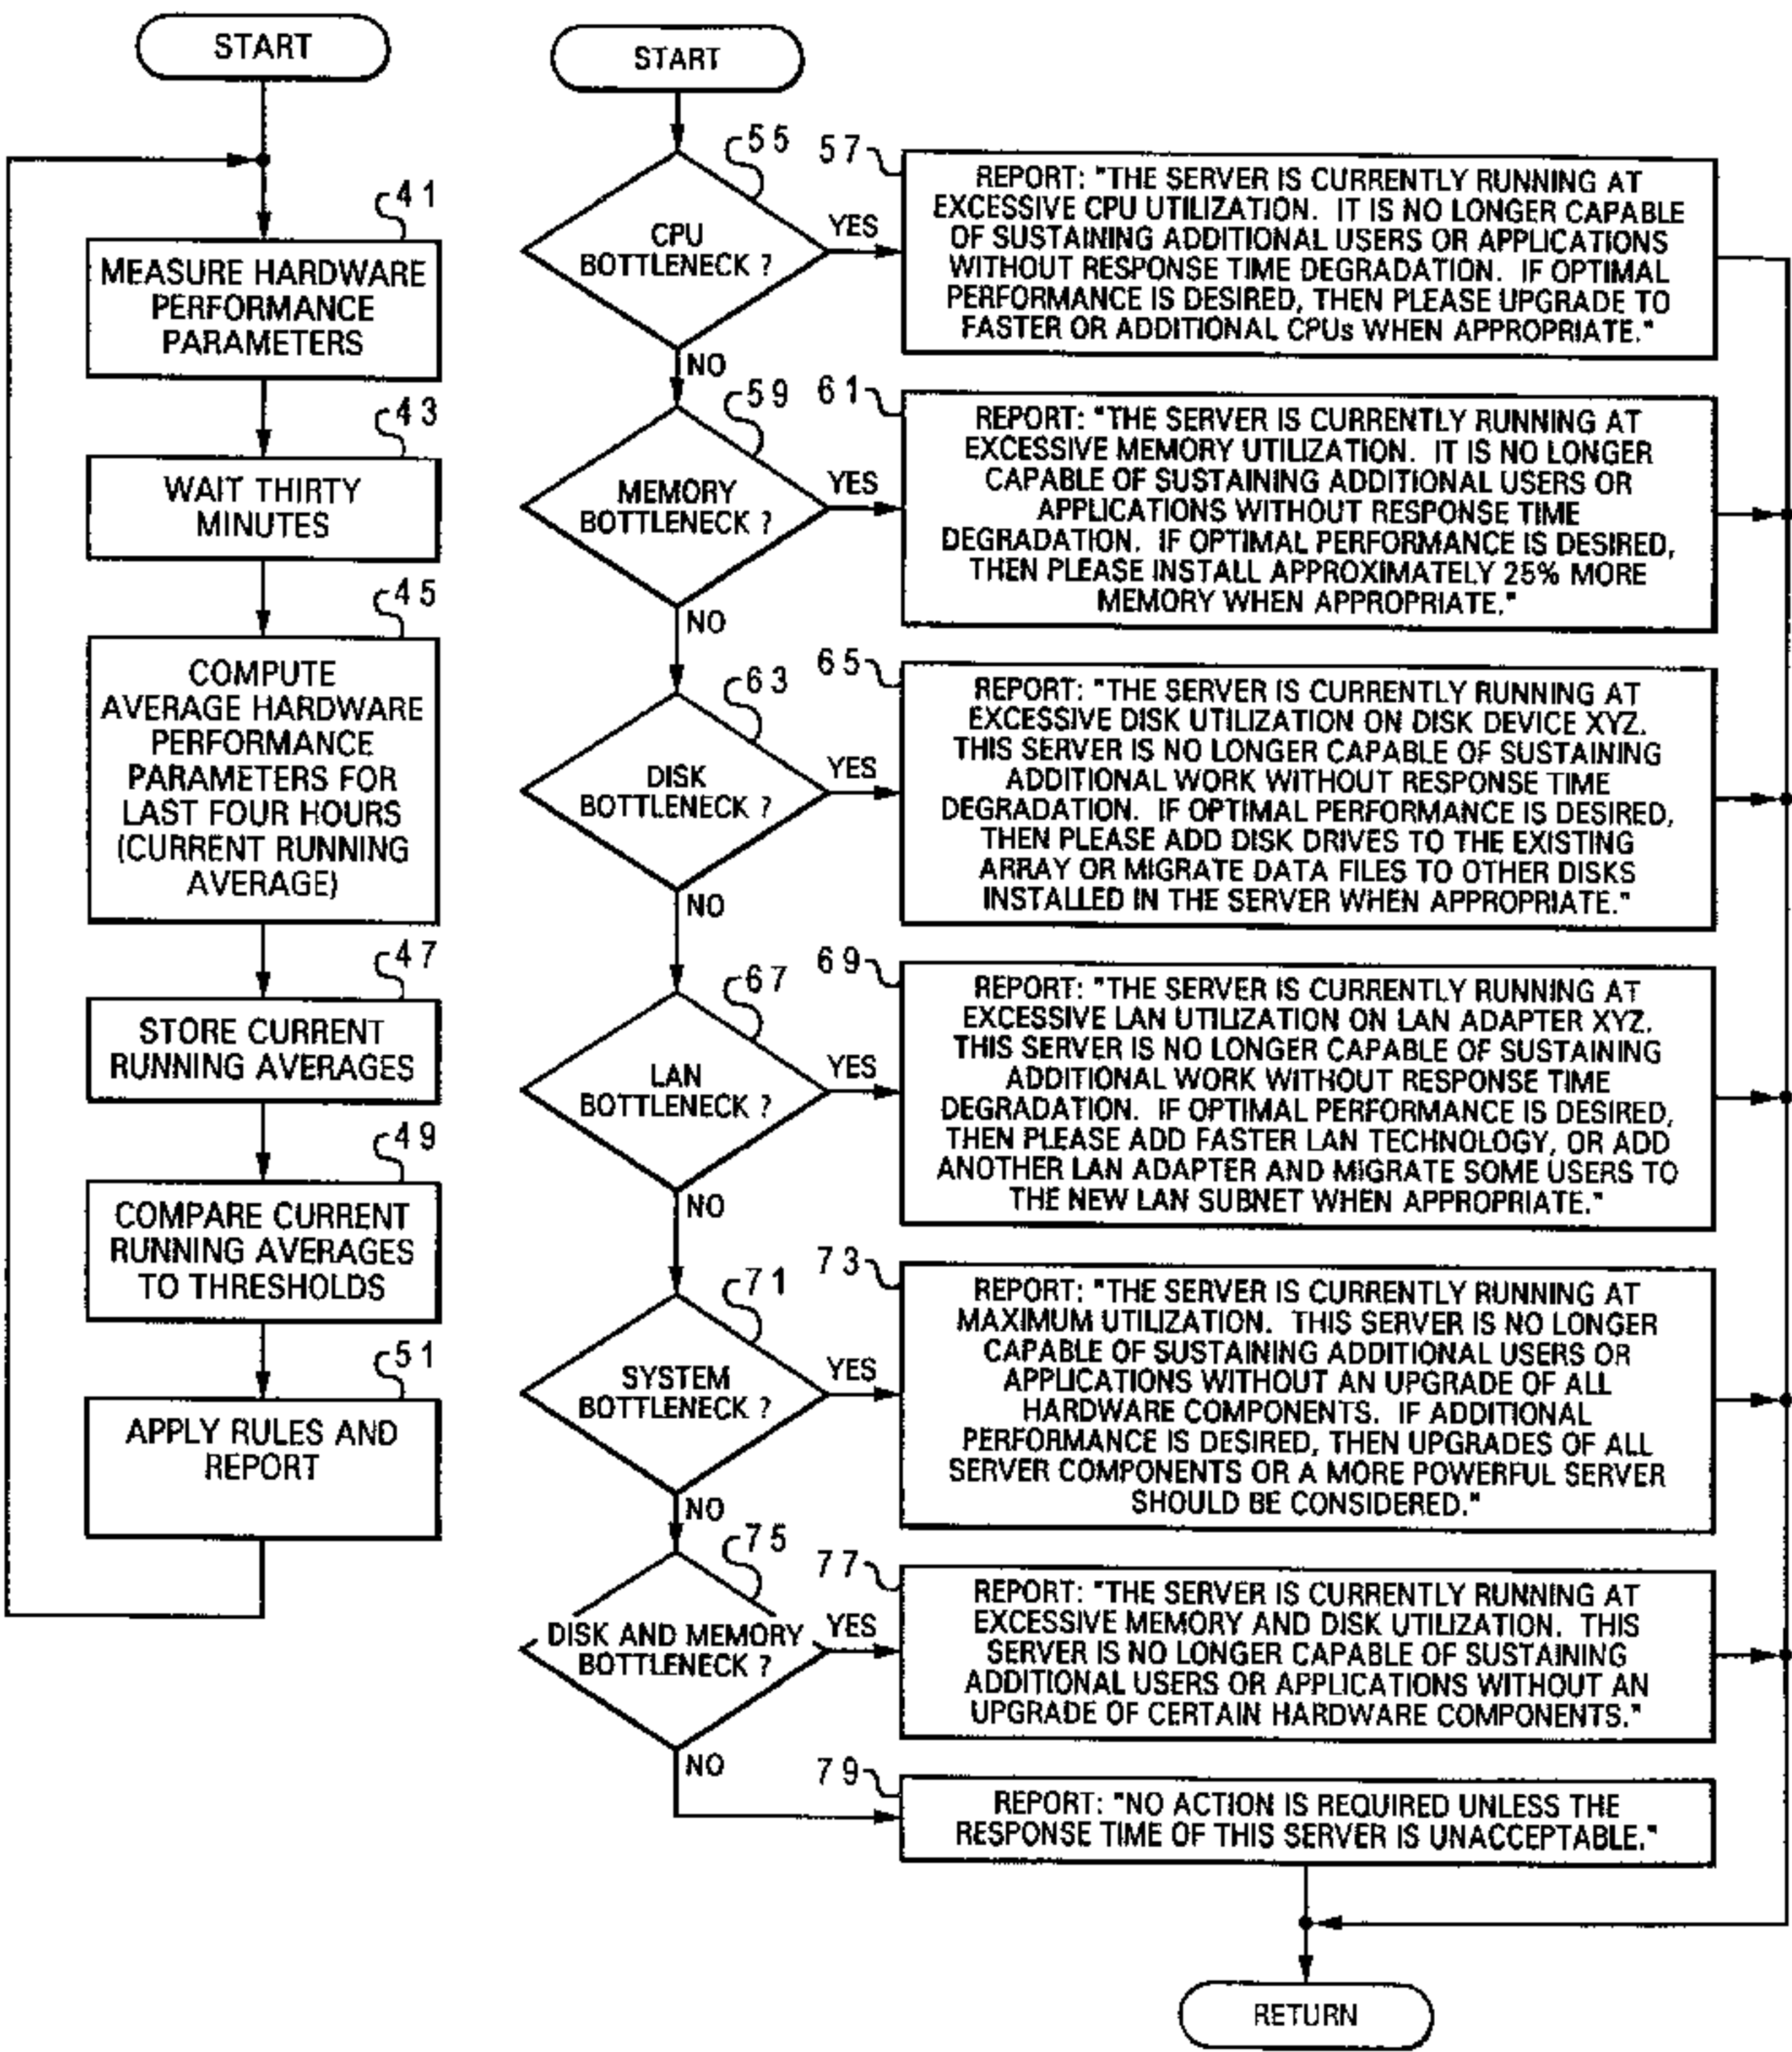 START
41
MEASURE HARDWARE
PERFORMANCE
PARAMETERS
43
WAIT THIRTY
MINUTES
45
COMPUTE
AVERAGE HARDWARE
PERFORMANCE
PARAMETERS FOR
LAST FOUR HOURS
(CURRENT RUNNING
AVERAGE)
47
STORE CURRENT
RUNNING AVERAGES
49
COMPARE CURRENT
RUNNING AVERAGES
TO THRESHOLDS
51
APPLY RULES AND
REPORT
START
55
CPU
BOTTLENECK ?
YES
NO
57
REPORT: "THE SERVER IS CURRENTLY RUNNING AT
EXCESSIVE CPU UTILIZATION. IT IS NO LONGER CAPABLE
OF SUSTAINING ADDITIONAL USERS OR APPLICATIONS
WITHOUT RESPONSE TIME DEGRADATION. IF OPTIMAL
PERFORMANCE IS DESIRED, THEN PLEASE UPGRADE TO
FASTER OR ADDITIONAL CPUs WHEN APPROPRIATE."
59
MEMORY
BOTTLENECK ?
YES
NO
61
REPORT: "THE SERVER IS CURRENTLY RUNNING AT
EXCESSIVE MEMORY UTILIZATION. IT IS NO LONGER
CAPABLE OF SUSTAINING ADDITIONAL USERS OR
APPLICATIONS WITHOUT RESPONSE TIME
DEGRADATION. IF OPTIMAL PERFORMANCE IS DESIRED,
THEN PLEASE INSTALL APPROXIMATELY 25% MORE
MEMORY WHEN APPROPRIATE."
63
DISK
BOTTLENECK ?
YES
NO
65
REPORT: "THE SERVER IS CURRENTLY RUNNING AT
EXCESSIVE DISK UTILIZATION ON DISK DEVICE XYZ.
THIS SERVER IS NO LONGER CAPABLE OF SUSTAINING
ADDITIONAL WORK WITHOUT RESPONSE TIME
DEGRADATION. IF OPTIMAL PERFORMANCE IS DESIRED,
THEN PLEASE ADD DISK DRIVES TO THE EXISTING
ARRAY OR MIGRATE DATA FILES TO OTHER DISKS
INSTALLED IN THE SERVER WHEN APPROPRIATE."
67
LAN
BOTTLENECK ?
YES
NO
69
REPORT: "THE SERVER IS CURRENTLY RUNNING AT
EXCESSIVE LAN UTILIZATION ON LAN ADAPTER XYZ.
THIS SERVER IS NO LONGER CAPABLE OF SUSTAINING
ADDITIONAL WORK WITHOUT RESPONSE TIME
DEGRADATION. IF OPTIMAL PERFORMANCE IS DESIRED,
THEN PLEASE ADD FASTER LAN TECHNOLOGY, OR ADD
ANOTHER LAN ADAPTER AND MIGRATE SOME USERS TO
THE NEW LAN SUBNET WHEN APPROPRIATE."
71
SYSTEM
BOTTLENECK ?
YES
NO
73
REPORT: "THE SERVER IS CURRENTLY RUNNING AT
MAXIMUM UTILIZATION. THIS SERVER IS NO LONGER
CAPABLE OF SUSTAINING ADDITIONAL USERS OR
APPLICATIONS WITHOUT AN UPGRADE OF ALL
HARDWARE COMPONENTS. IF ADDITIONAL
PERFORMANCE IS DESIRED, THEN UPGRADES OF ALL
SERVER COMPONENTS OR A MORE POWERFUL SERVER
SHOULD BE CONSIDERED."
75
DISK AND MEMORY
BOTTLENECK ?
YES
NO
77
REPORT: "THE SERVER IS CURRENTLY RUNNING AT
EXCESSIVE MEMORY AND DISK UTILIZATION. THIS
SERVER IS NO LONGER CAPABLE OF SUSTAINING
ADDITIONAL USERS OR APPLICATIONS WITHOUT AN
UPGRADE OF CERTAIN HARDWARE COMPONENTS."
79
REPORT: "NO ACTION IS REQUIRED UNLESS THE
RESPONSE TIME OF THIS SERVER IS UNACCEPTABLE."
RETURN